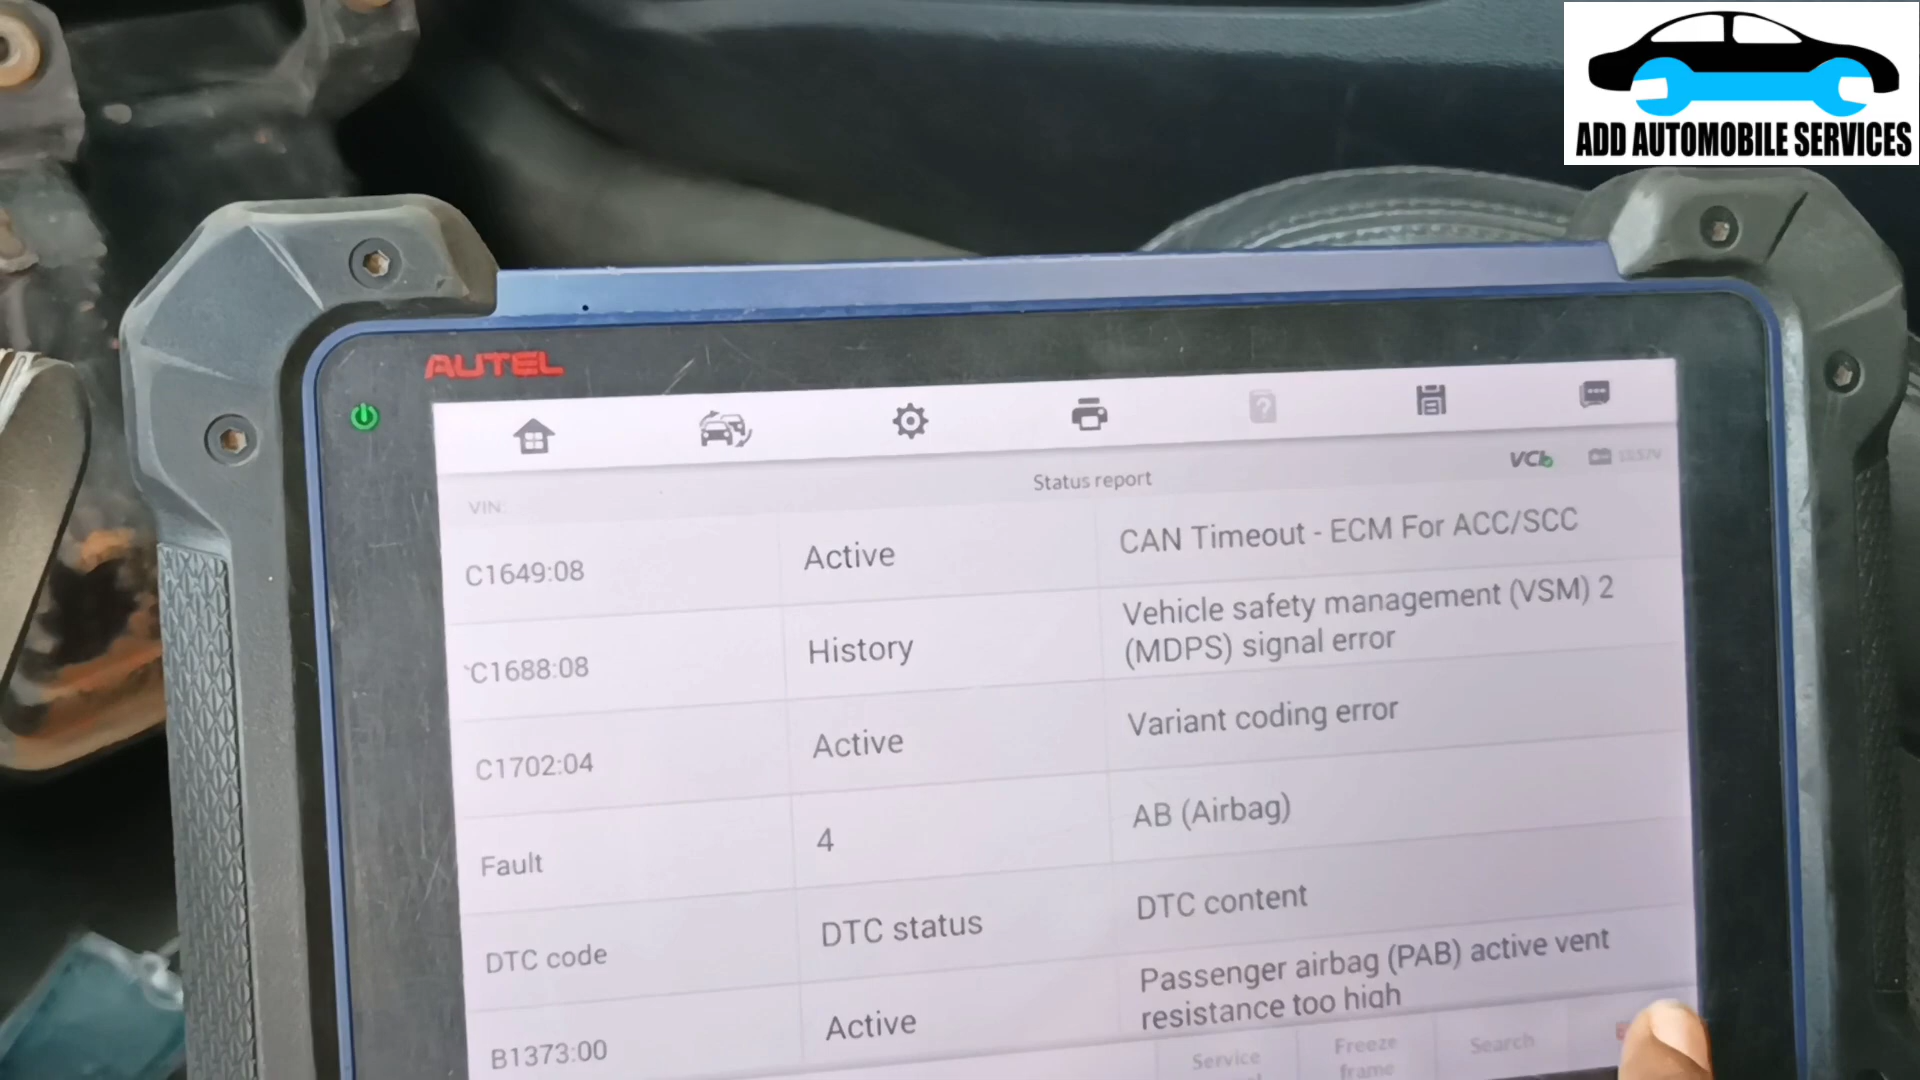 ADD AUTOMOBILE SERVICES
AUTEL
VCI
VIN:
Status report
C1649:08 Active CAN Timeout - ECM For ACC/SCC
C1688:08 History Vehicle safety management (VSM) 2
(MDPS) signal error
C1702:04 Active Variant coding error
Fault 4 AB (Airbag)
DTC code DTC status DTC content
B1373:00 Active Passenger airbag (PAB) active vent
resistance too high
Service
Freeze
frame
Search